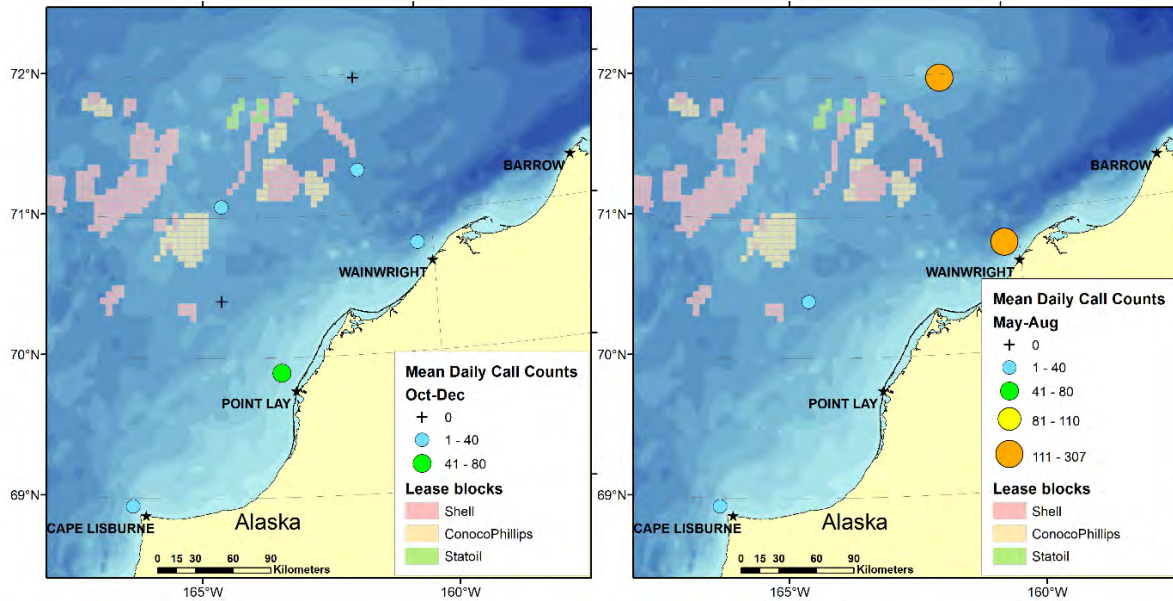 72°N
71°N
70°N
69°N
165°W
160°W
BARROW
WAINWRIGHT
POINT LAY
CAPE LISBURNE
Alaska
0 15 30 60 90
Kilometers
Mean Daily Call Counts
Oct-Dec
0
1 - 40
41 - 80
Lease blocks
Shell
ConocoPhillips
Statoil
72°N
71°N
70°N
69°N
165°W
160°W
BARROW
WAINWRIGHT
POINT LAY
CAPE LISBURNE
Alaska
0 15 30 60 90
Kilometers
Mean Daily Call Counts
May-Aug
0
1 - 40
41 - 80
81 - 110
111 - 307
Lease blocks
Shell
ConocoPhillips
Statoil